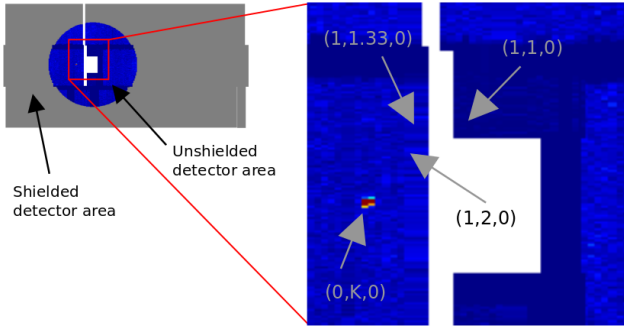 (1,1.33,0)
(1,1,0)
Unshielded
detector area
Shielded
detector area
(1,2,0)
(0,K,0)